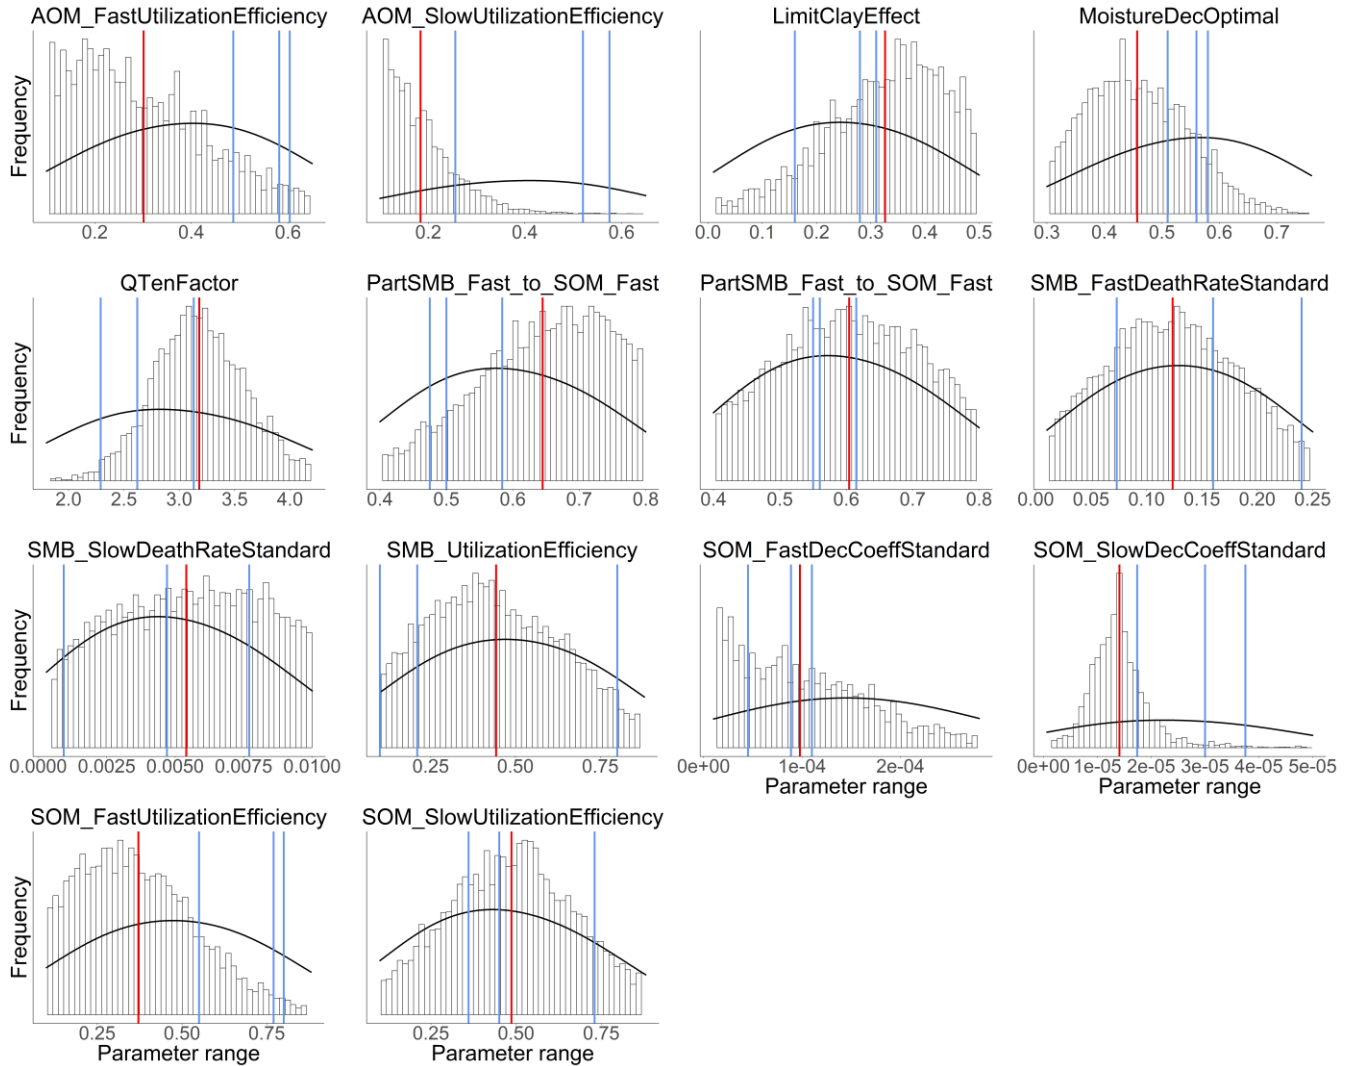 AOM_FastUtilizationEfficiency
AOM_SlowUtilizationEfficiency
LimitClayEffect
MoistureDecOptimal
Frequency
0.2 0.4 0.6
0.2 0.4 0.6
0.0 0.1 0.2 0.3 0.4 0.5
0.3 0.4 0.5 0.6 0.7
QTenFactor
PartSMB_Fast_to_SOM_Fast
PartSMB_Fast_to_SOM_Fast
SMB_FastDeathRateStandard
Frequency
2.0 2.5 3.0 3.5 4.0
0.4 0.5 0.6 0.7 0.8
0.4 0.5 0.6 0.7 0.8
0.00 0.05 0.10 0.15 0.20 0.25
SMB_SlowDeathRateStandard
SMB_UtilizationEfficiency
SOM_FastDecCoeffStandard
SOM_SlowDecCoeffStandard
Frequency
0.0000 0.0025 0.0050 0.0075 0.0100
0.25 0.50 0.75
0e+00 1e-04 2e-04
Parameter range
0e+00 1e-05 2e-05 3e-05 4e-05 5e-05
Parameter range
SOM_FastUtilizationEfficiency
SOM_SlowUtilizationEfficiency
Frequency
0.25 0.50 0.75
Parameter range
0.25 0.50 0.75
Parameter range